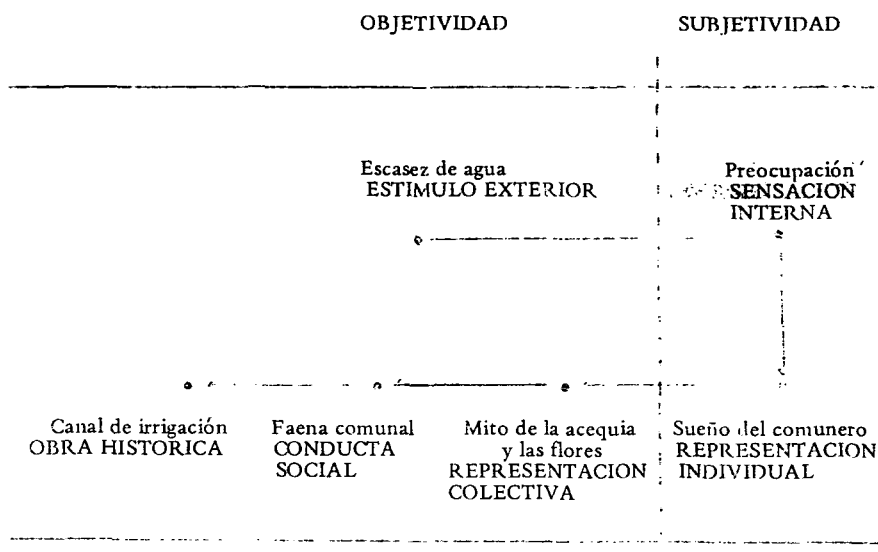 OBJETIVIDAD SUBJETIVIDAD
Escasez de agua
ESTIMULO EXTERIOR
Preocupación
SENSACION
INTERNA
Canal de irrigación
OBRA HISTORICA
Faena comunal
CONDUCTA
SOCIAL
Mito de la acequia
y las flores
REPRESENTACION
COLECTIVA
Sueño del comunero
REPRESENTACION
INDIVIDUAL